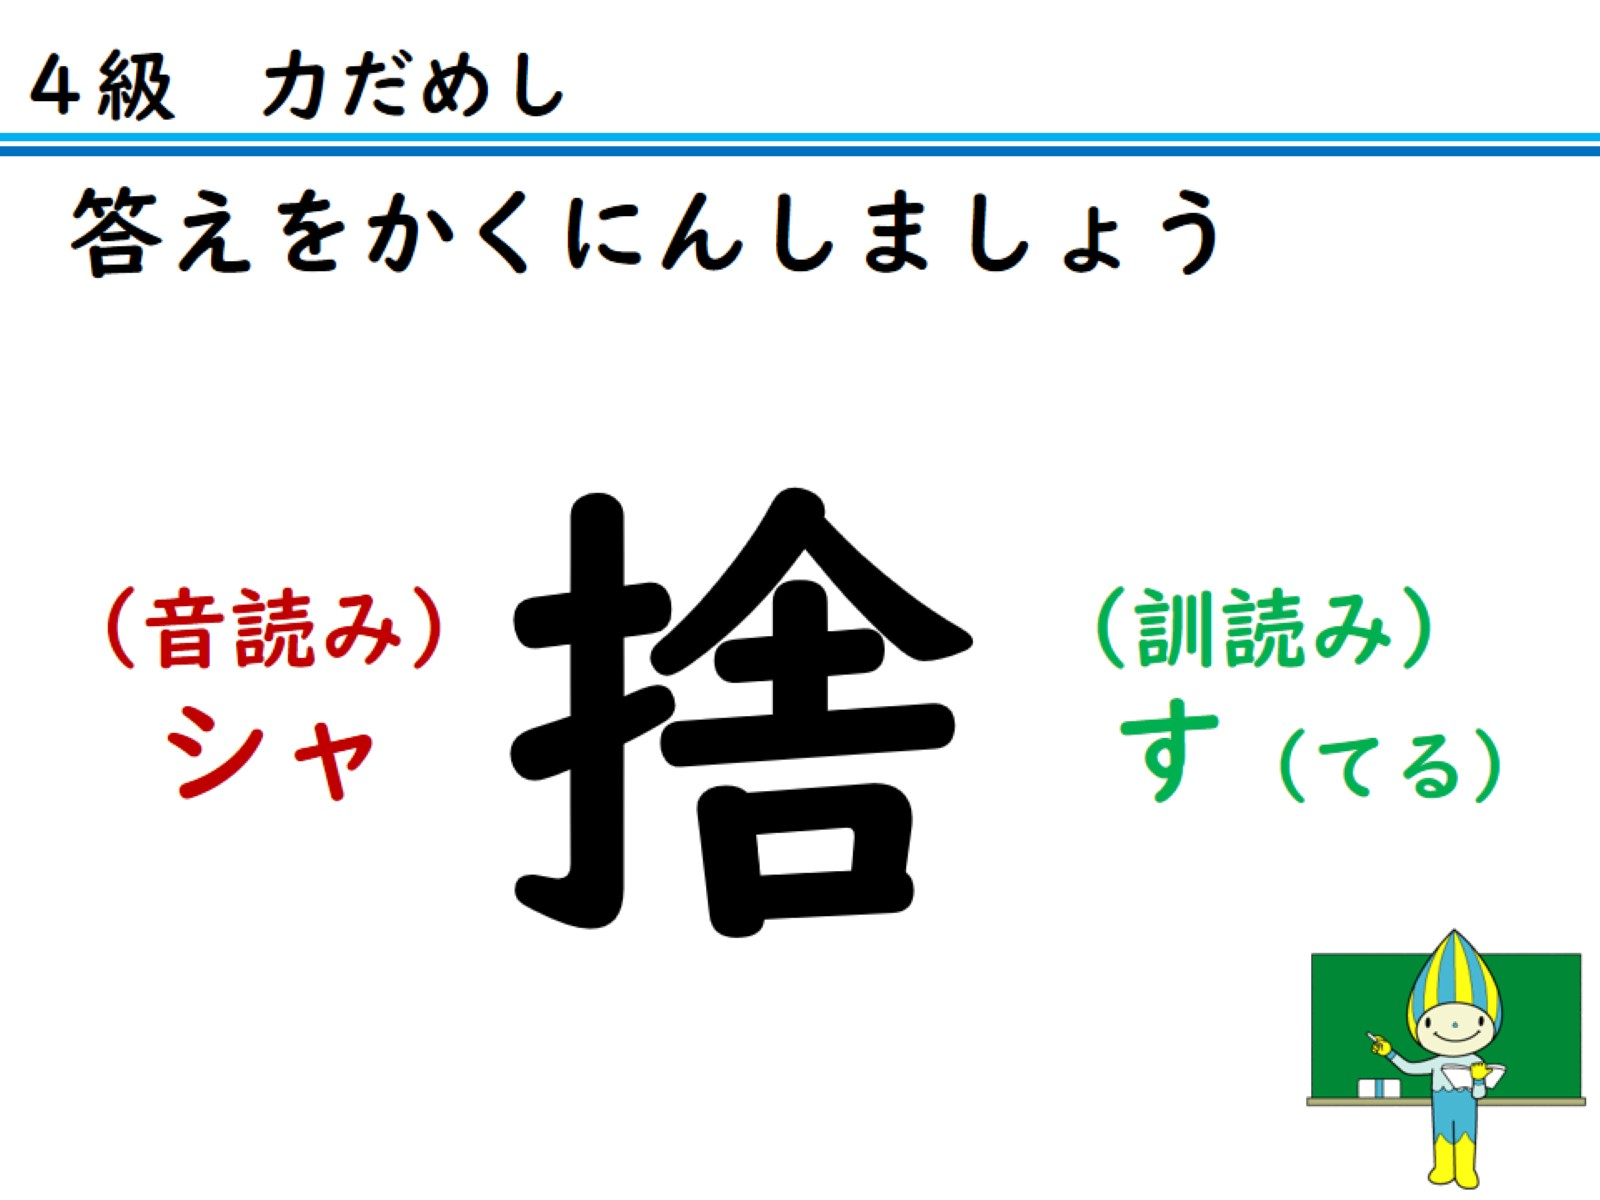 ４級　力だめし
答えをかくにんしましょう
（音読み）
シャ
捨
（訓読み）
す（てる）